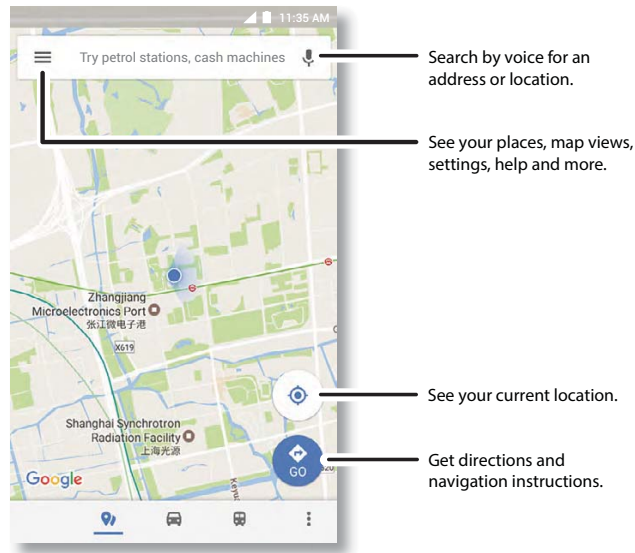 11:35 AM
Try petrol stations, cash machines
Search by voice for an
address or location.
See your places, map views,
settings, help and more.
Zhangjiang
Microelectronics Port
张江微电子港
X619
See your current location.
Shanghai Synchrotron
Radiation Facility
上海光源
GO
Get directions and
navigation instructions.
Google